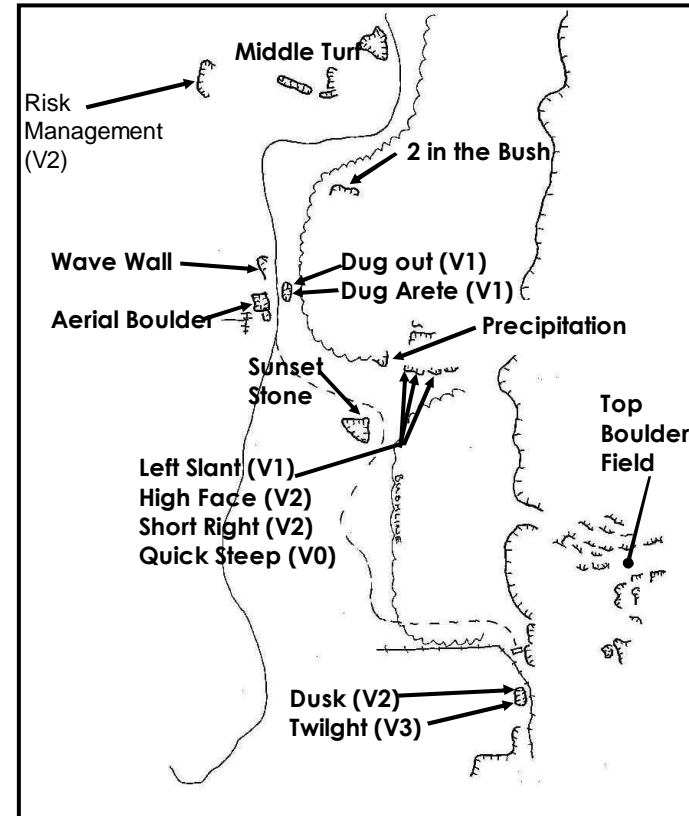 Middle Turf
Risk
Management
(V2)
2 in the Bush
Wave Wall
Dug out (V1)
Dug Arete (V1)
Aerial Boulder
Precipitation
Sunset
Stone
Top
Boulder
Field
Left Slant (V1)
High Face (V2)
Short Right (V2)
Quick Steep (V0)
BUSHLINE
Dusk (V2)
Twilght (V3)